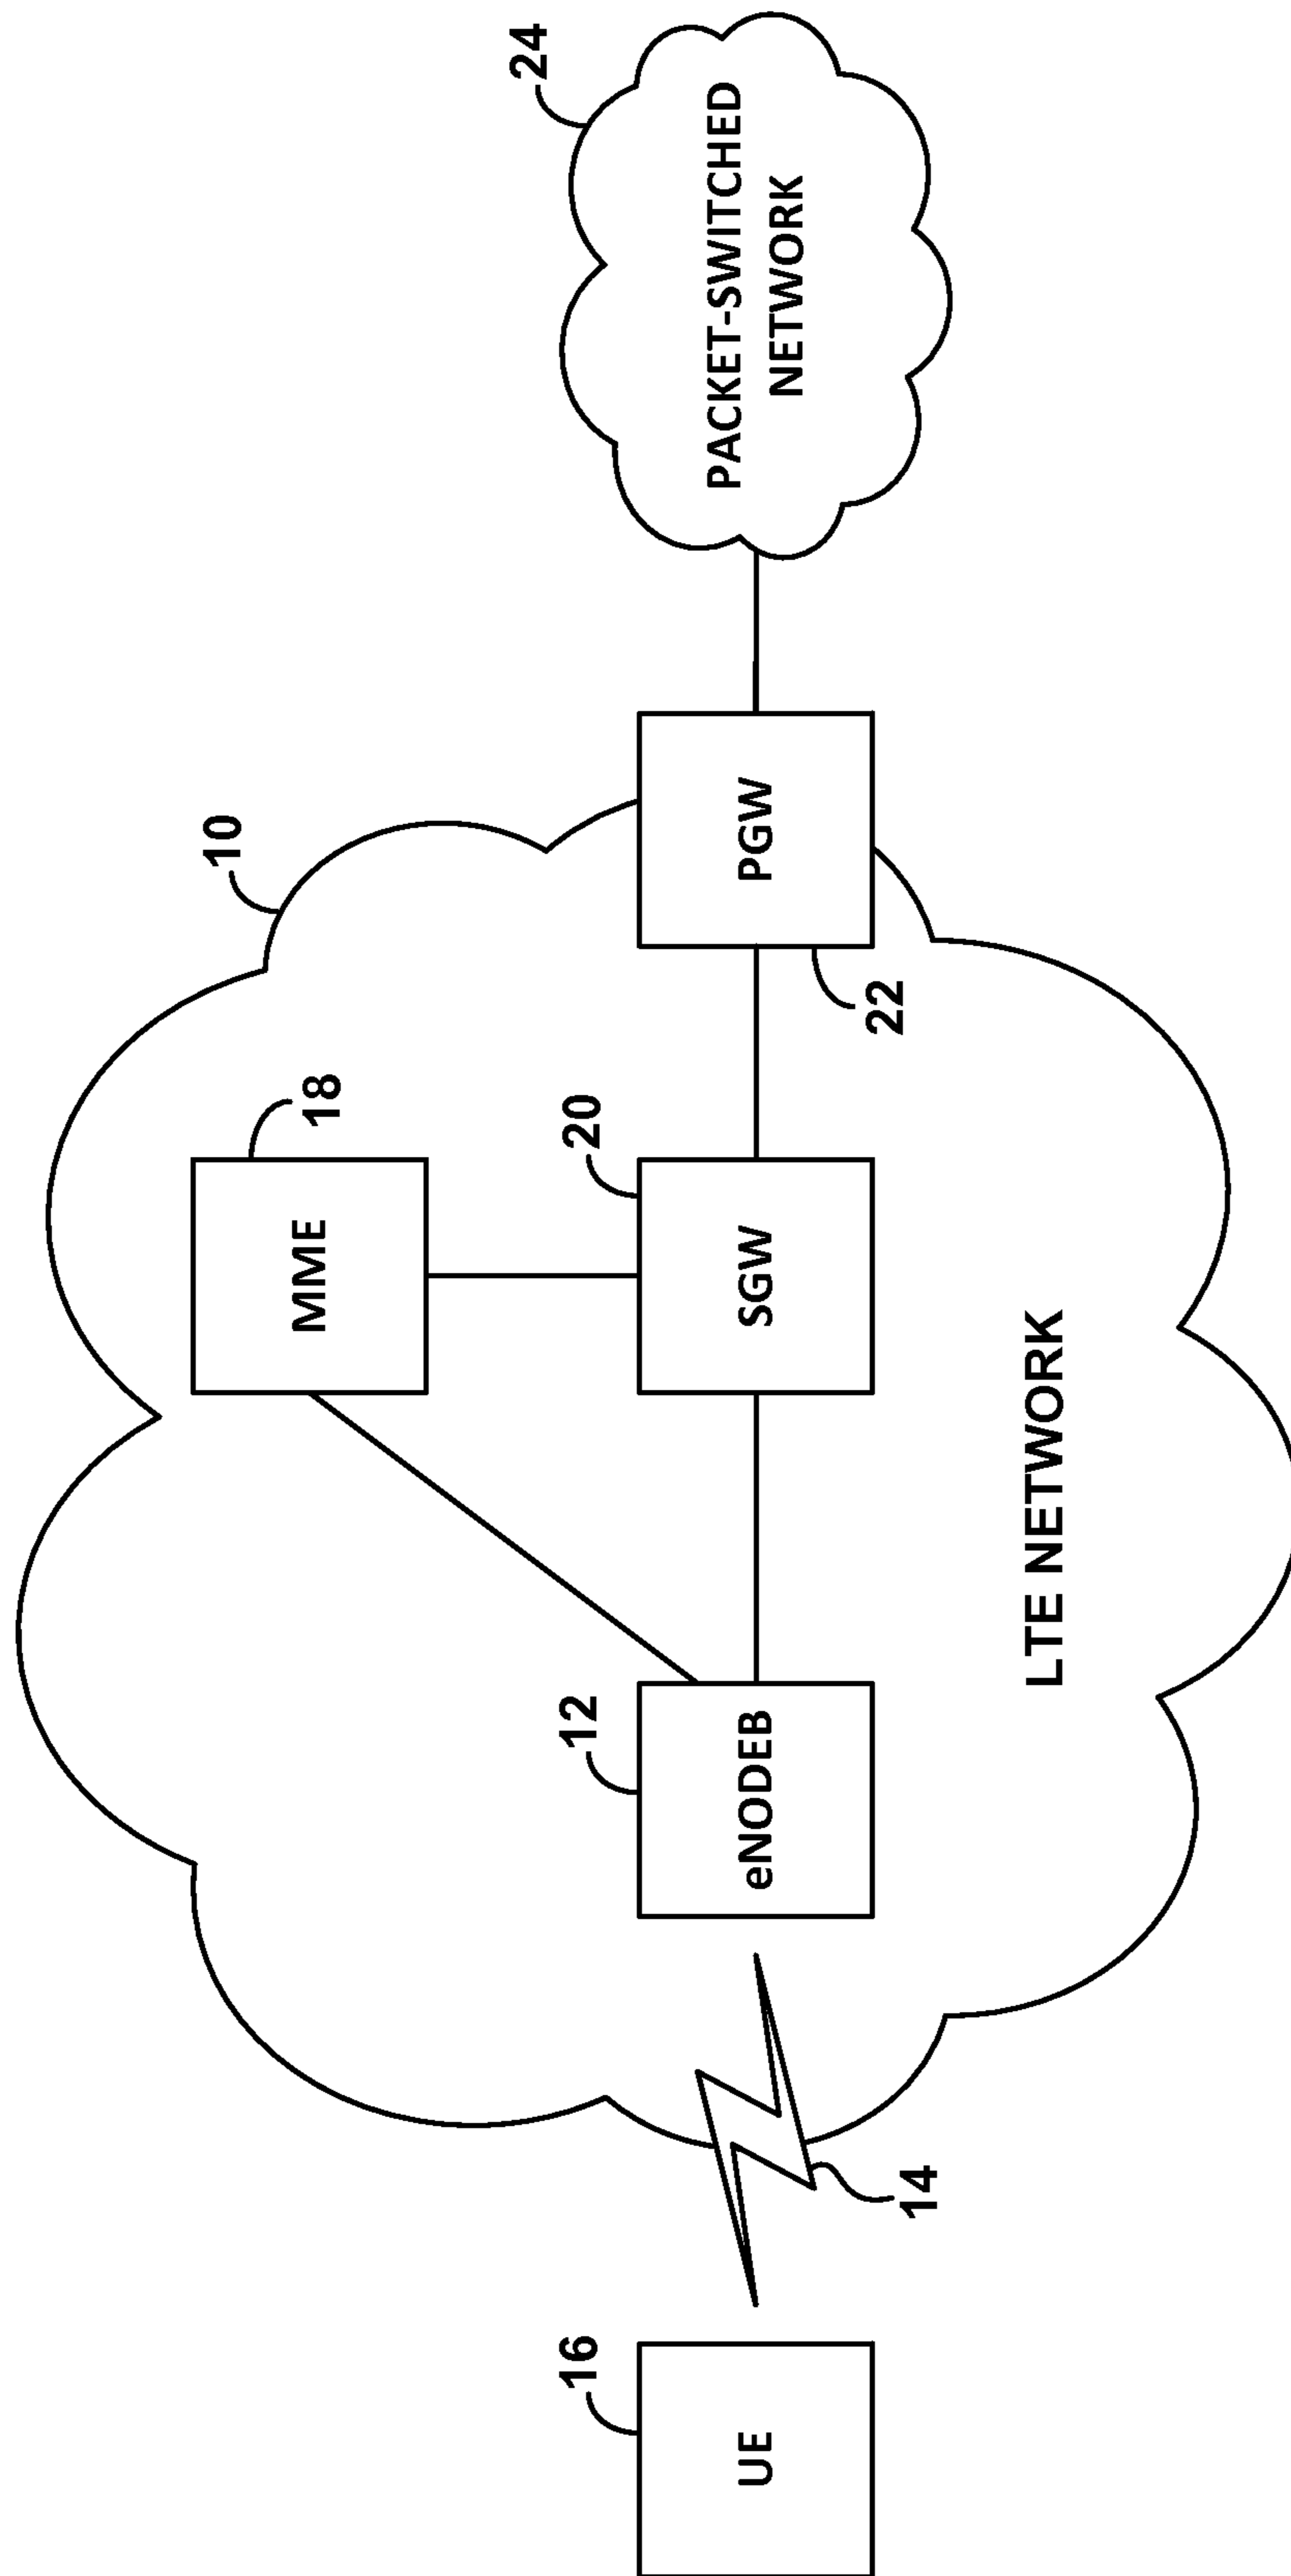 10
24
MME
18
16
12
20
UE
eNODEB
SGW
PGW
PACKET-SWITCHED
NETWORK
14
22
LTE NETWORK